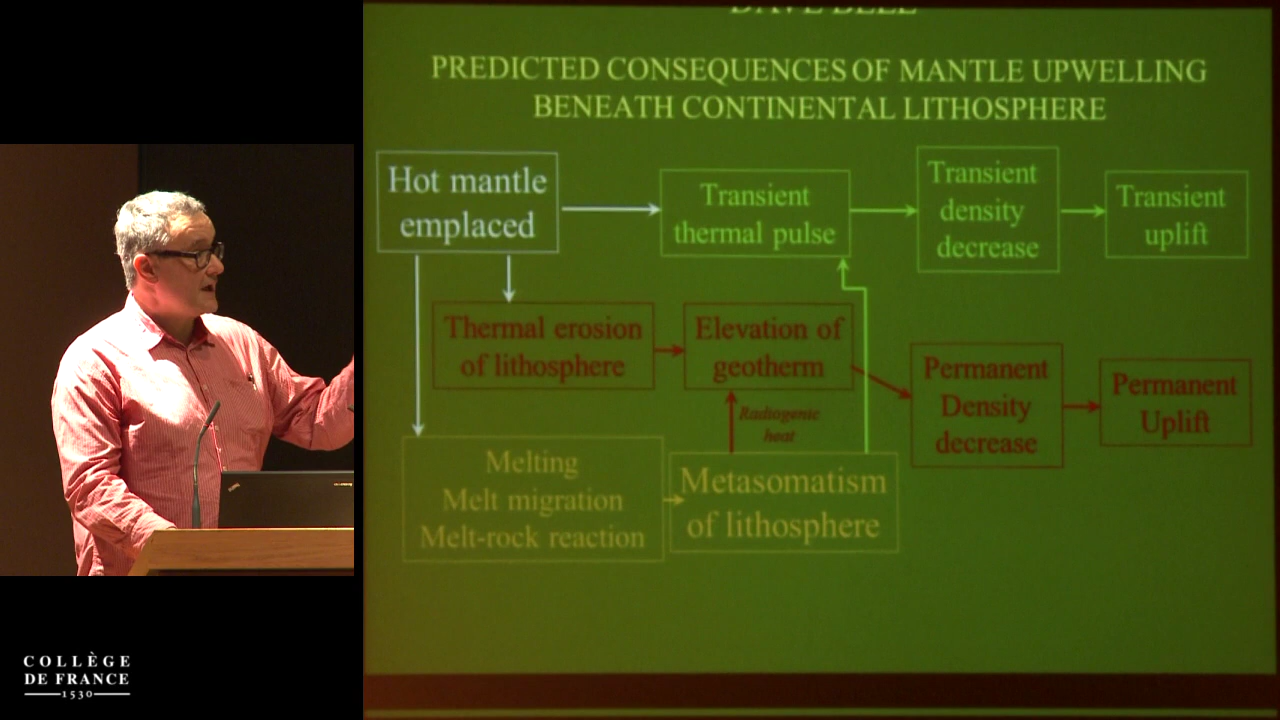 DAVE BELL
PREDICTED CONSEQUENCES OF MANTLE UPWELLING
BENEATH CONTINENTAL LITHOSPHERE
Hot mantle
emplaced
Transient
thermal pulse
Transient
density
decrease
Transient
uplift
Thermal erosion
of lithosphere
Elevation of
geotherm
Permanent
Density
decrease
Permanent
Uplift
Radiogenic
heat
Melting
Melt migration
Melt-rock reaction
Metasomatism
of lithosphere
COLLÈGE
DE FRANCE
1530